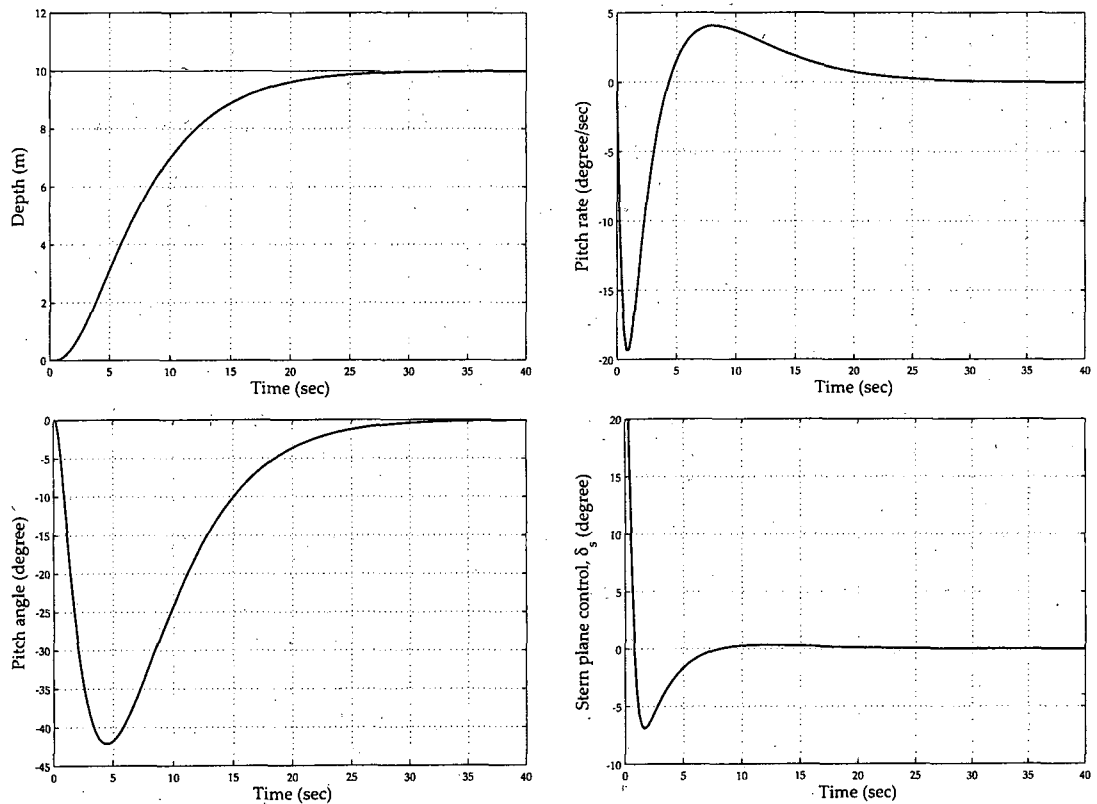 12
10
8
6
4
2
0
Depth (m)
0 5 10 15 20 25 30 35 40
Time (sec)
5
0
-5
-10
-15
-20
Pitch rate (degree/sec)
0 5 10 15 20 25 30 35 40
Time (sec)
0
-5
-10
-15
-20
-25
-30
-35
-40
-45
Pitch angle (degree)
0 5 10 15 20 25 30 35 40
Time (sec)
20
15
10
5
0
-5
-10
Stern plane control, δs (degree)
0 5 10 15 20 25 30 35 40
Time (sec)